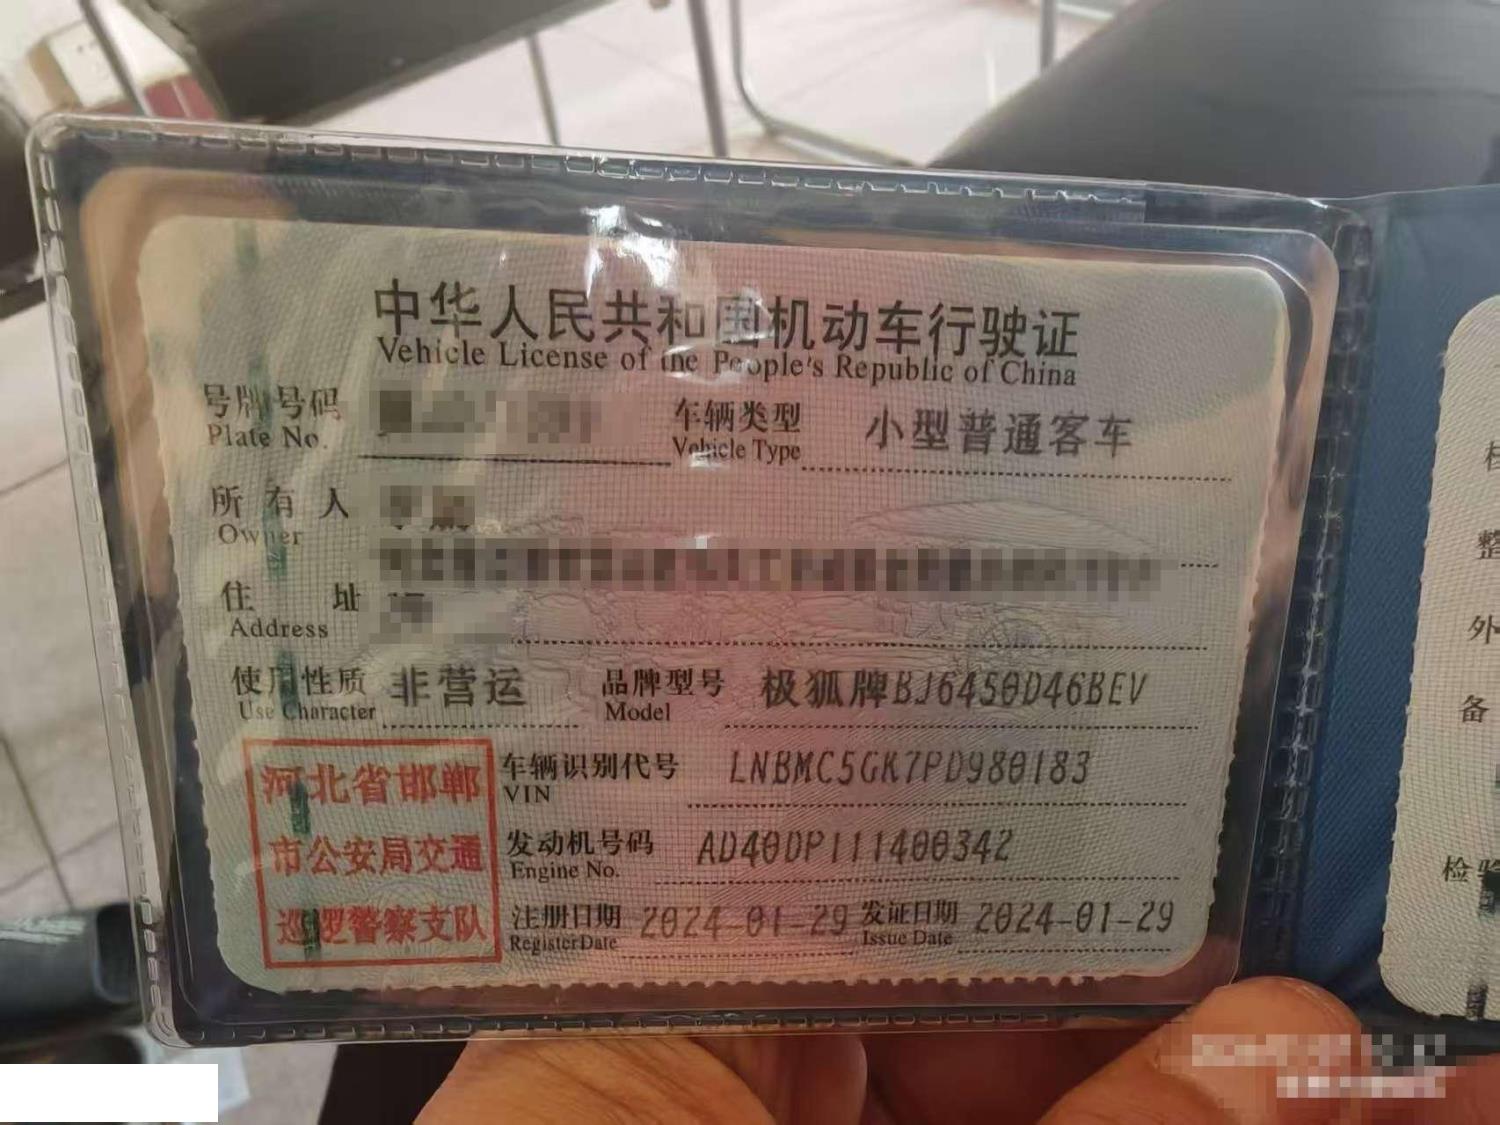 中华人民共和国机动车行驶证
Vehicle License of the People's Republic of China
号牌号码
Plate No.
车辆类型 小型普通客车
Vehicle Type
所有人
Owner
住址
Address
使用性质 非营运 品牌型号 极狐牌BJ6450D46BEV
Use Character Model
河北省邯郸
市公安局交通
巡逻警察支队
车辆识别代号 LNBMC5GK7PD980183
VIN
发动机号码 AD40DP111400342
Engine No.
注册日期 2024-01-29 发证日期 2024-01-29
Register Date Issue Date
整
外
备
检验